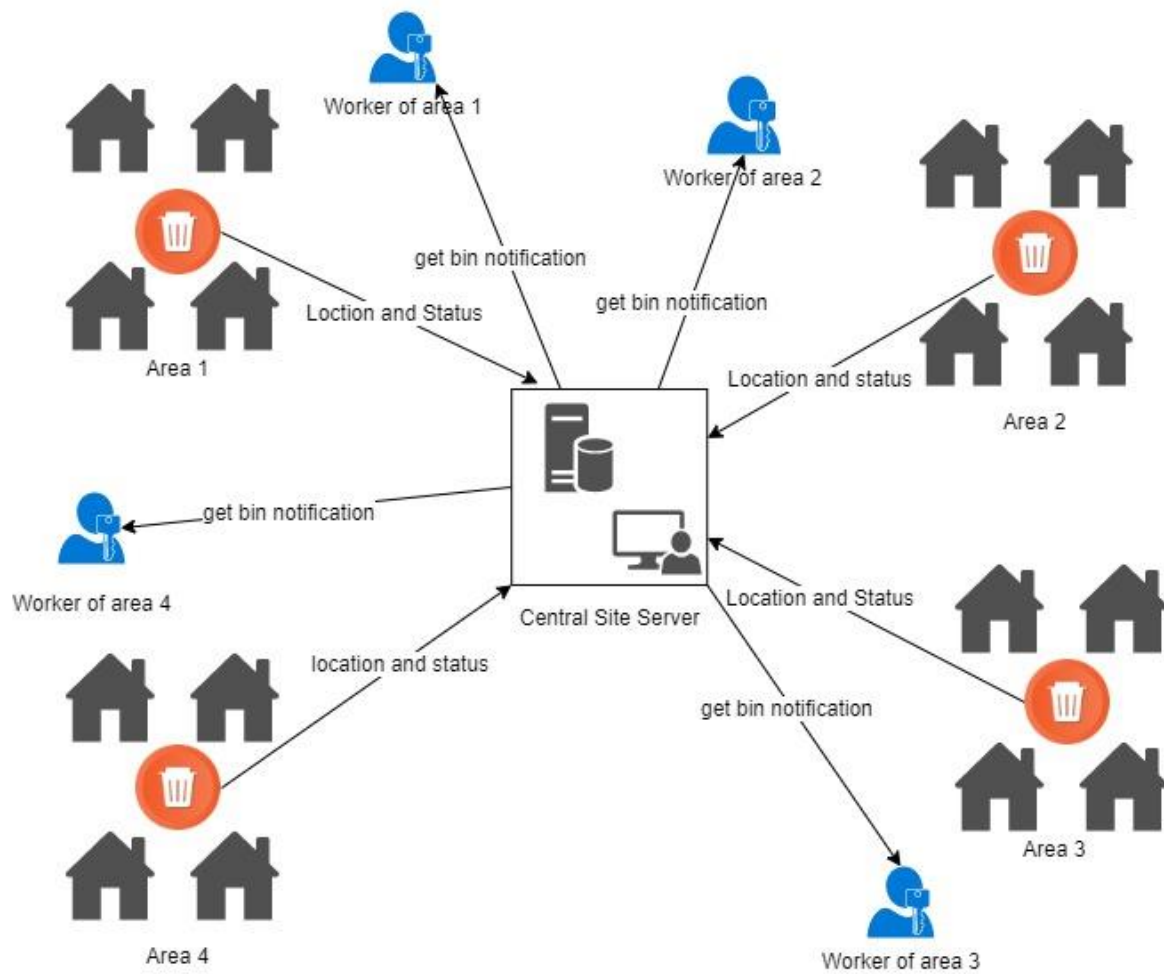 Worker of area 1
Worker of area 2
get bin notification
get bin notification
Loction and Status
Area 1
Location and status
Area 2
get bin notification
Worker of area 4
Central Site Server
Location and Status
location and status
get bin notification
Area 3
Area 4
Worker of area 3